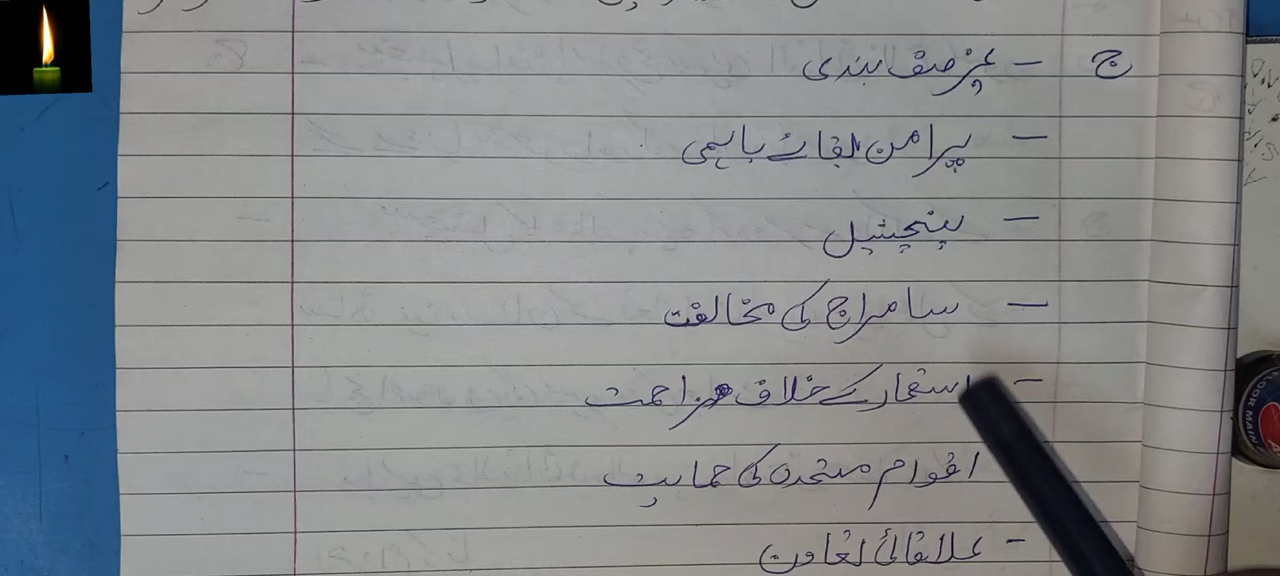 ج - غیر صف بندی
- پرامن بقائے باہمی
- پنچشیل
- سامراج کی مخالفت
- استعمار کے خلاف مزاحمت
اقوام متحدہ کی حمایت
- علاقائی تعاون